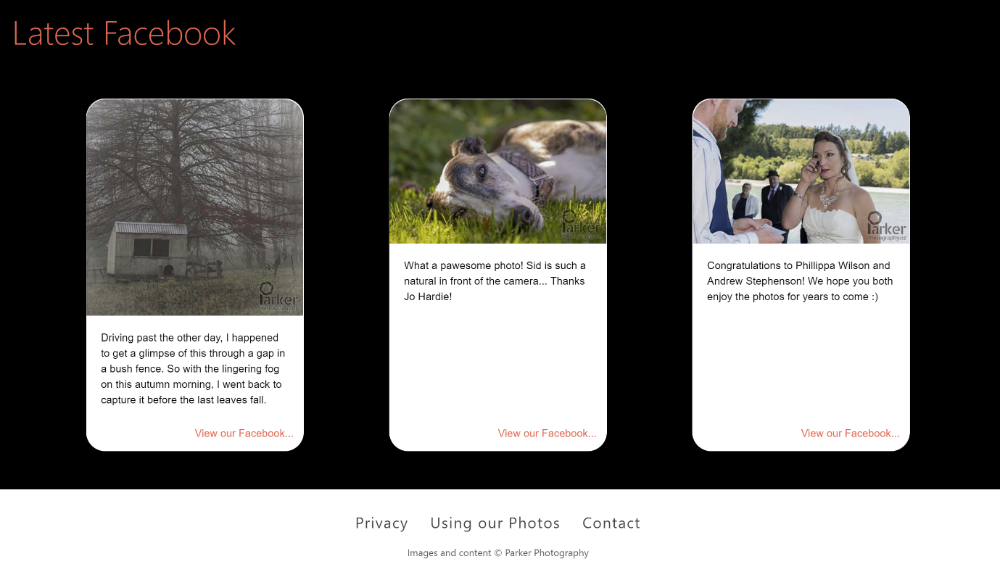 Latest Facebook
Parker
Photography.nz
Driving past the other day, I happened
to get a glimpse of this through a gap in
a bush fence. So with the lingering fog
on this autumn morning, I went back to
capture it before the last leaves fall.
View our Facebook...
Parker
Photography.nz
What a pawesome photo! Sid is such a
natural in front of the camera... Thanks
Jo Hardie!
View our Facebook...
Parker
Photography.nz
Congratulations to Phillippa Wilson and
Andrew Stephenson! We hope you both
enjoy the photos for years to come :)
View our Facebook...
Privacy Using our Photos Contact
Images and content © Parker Photography